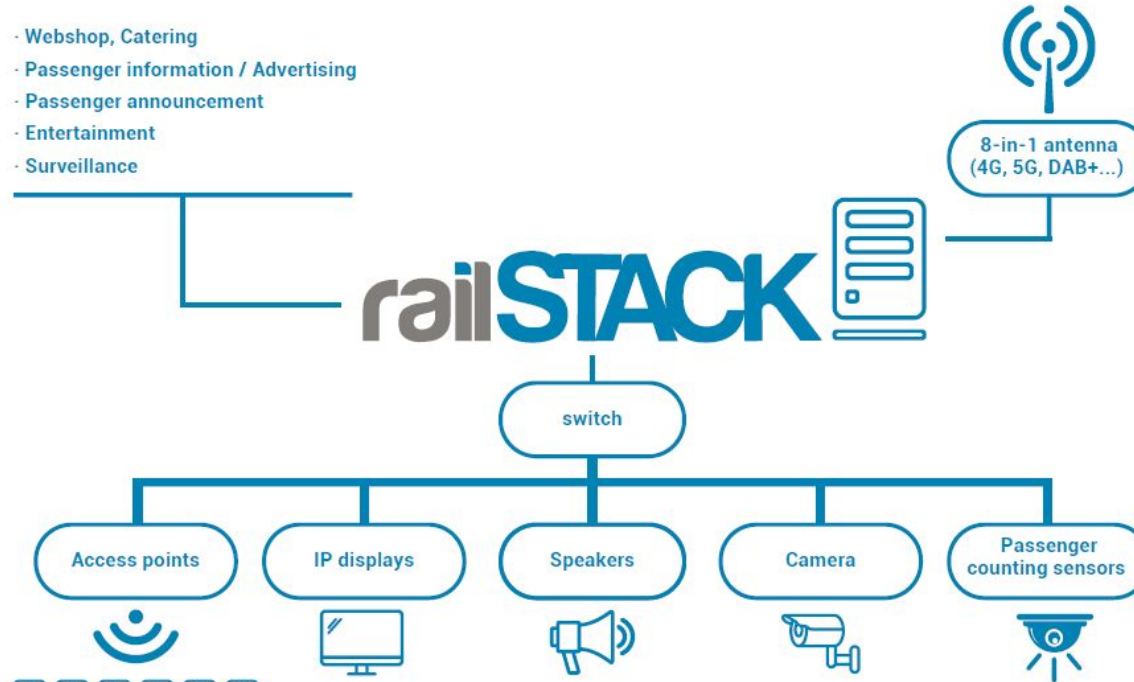 · Webshop, Catering
· Passenger information / Advertising
· Passenger announcement
· Entertainment
· Surveillance
8-in-1 antenna
(4G, 5G, DAB+...)
railSTACK
switch
Access points
IP displays
Speakers
Camera
Passenger
counting sensors